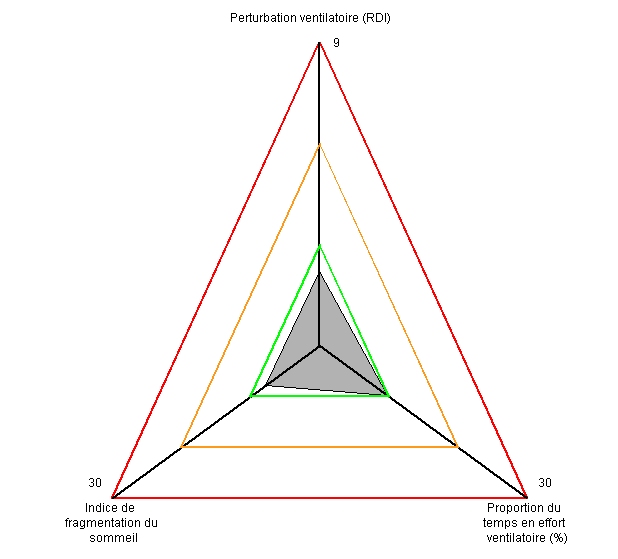 Perturbation ventilatoire (RDI)
9
30
30
Indice de
fragmentation du
sommeil
Proportion du
temps en effort
ventilatoire (%)